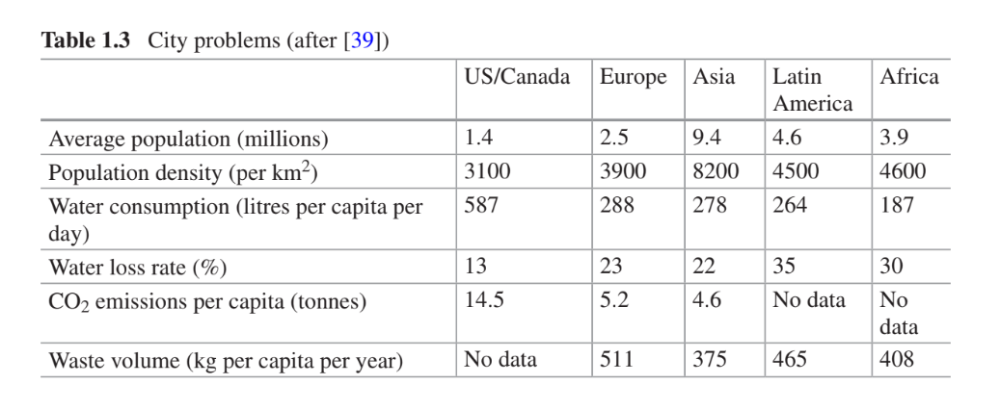 Table 1.3 City problems (after [39])
US/Canada Europe Asia Latin America Africa
Average population (millions) 1.4 2.5 9.4 4.6 3.9
Population density (per km²) 3100 3900 8200 4500 4600
Water consumption (litres per capita per day) 587 288 278 264 187
Water loss rate (%) 13 23 22 35 30
CO₂ emissions per capita (tonnes) 14.5 5.2 4.6 No data No data
Waste volume (kg per capita per year) No data 511 375 465 408